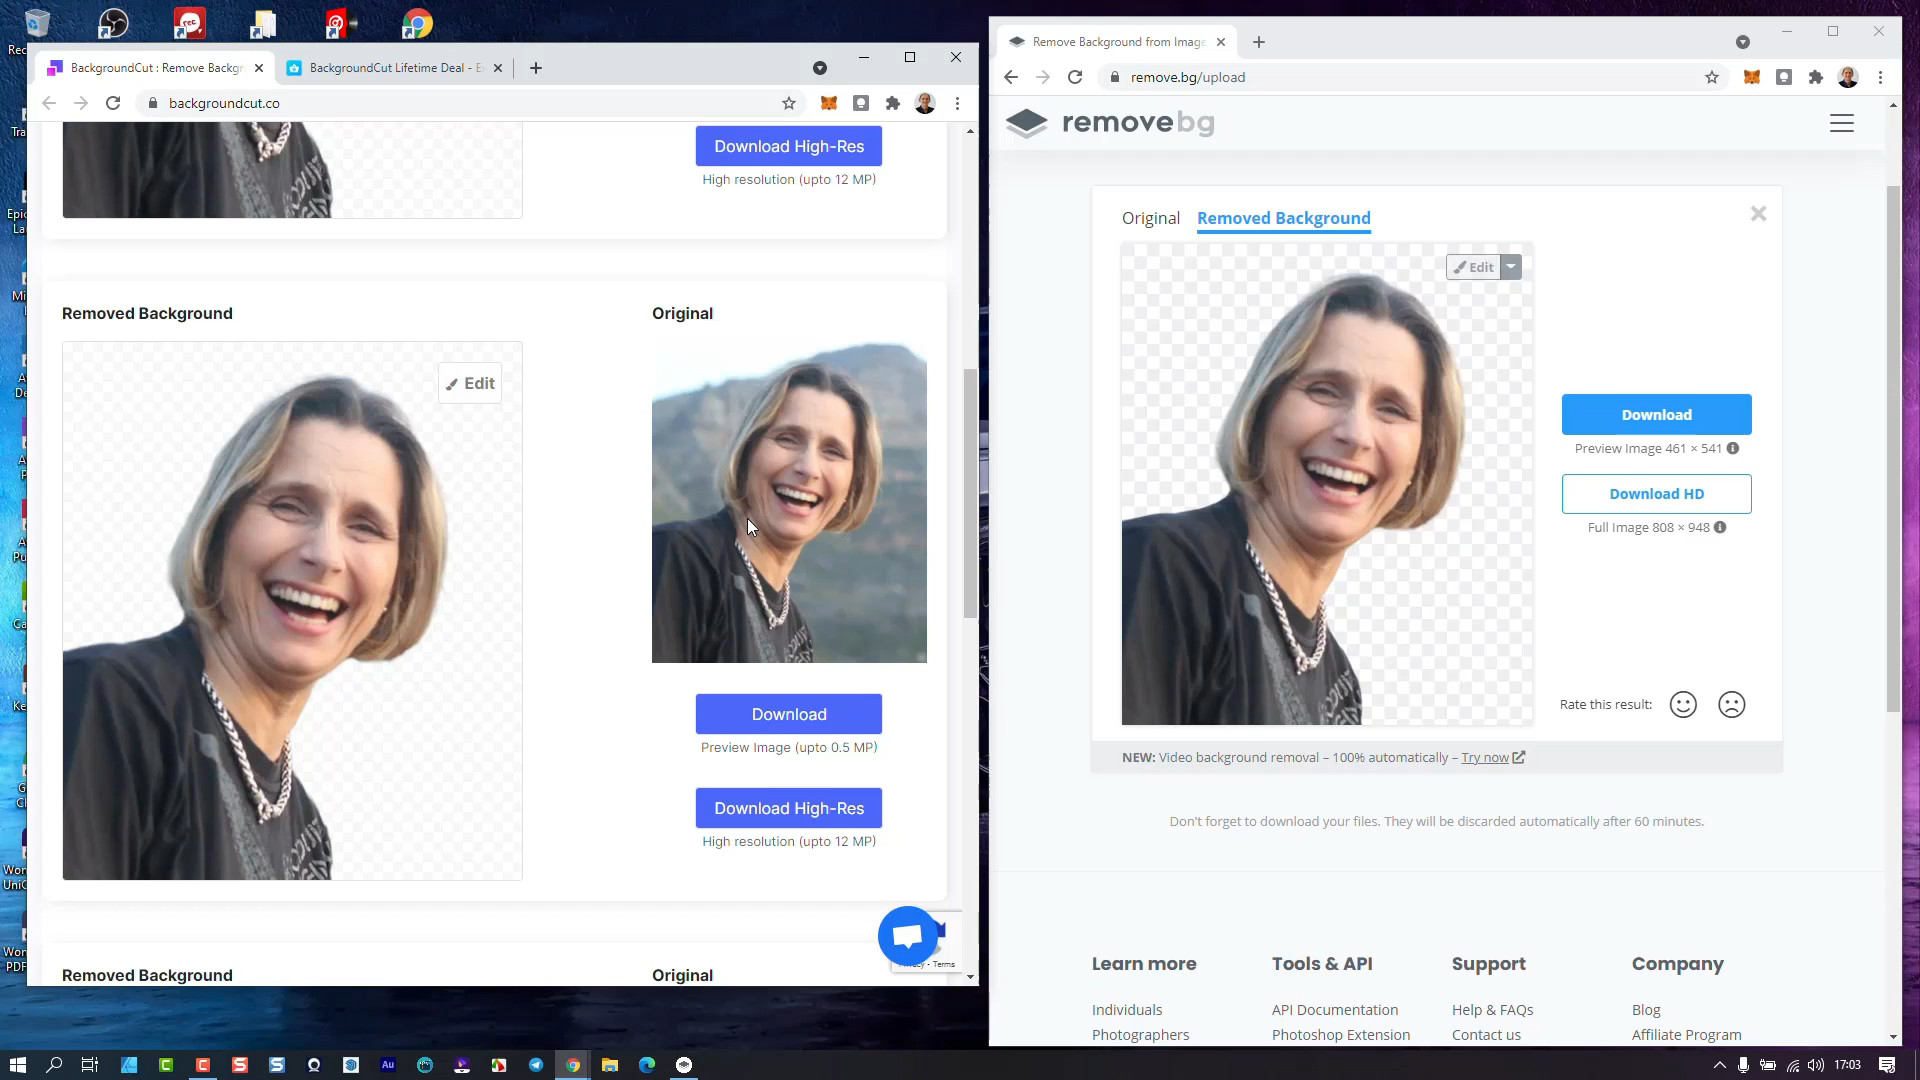 BackgroundCut : Remove Backgr
BackgroundCut Lifetime Deal - E
backgroundcut.co
Download High-Res
High resolution (upto 12 MP)
Removed Background
Original
Edit
Download
Preview Image (upto 0.5 MP)
Download High-Res
High resolution (upto 12 MP)
Removed Background
Original
Terms
Remove Background from Image
remove.bg/upload
removebg
Original
Removed Background
Edit
Download
Preview Image 461 × 541
Download HD
Full Image 808 × 948
Rate this result:
NEW: Video background removal – 100% automatically – Try now
Don't forget to download your files. They will be discarded automatically after 60 minutes.
Learn more
Tools & API
Support
Company
Individuals
API Documentation
Help & FAQs
Blog
Photographers
Photoshop Extension
Contact us
Affiliate Program
17:03